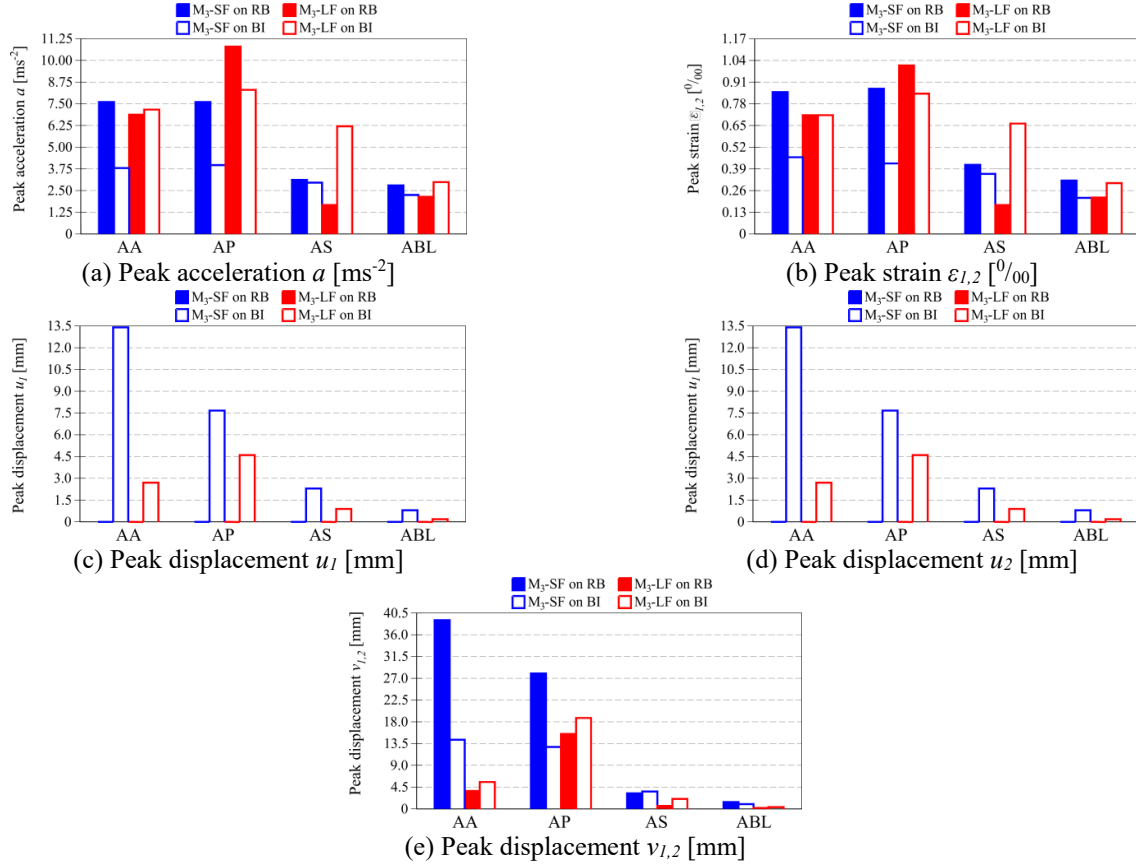 M₃-SF on RB M₃-LF on RB
M₃-SF on BI M₃-LF on BI
Peak acceleration a [ms⁻²]
11.25
10.00
8.75
7.50
6.25
5.00
3.75
2.50
1.25
0
AA AP AS ABL
(a) Peak acceleration a [ms⁻²]
M₃-SF on RB M₃-LF on RB
M₃-SF on BI M₃-LF on BI
Peak strain ε₁,₂ [⁰/₀₀]
1.17
1.04
0.91
0.78
0.65
0.52
0.39
0.26
0.13
0
AA AP AS ABL
(b) Peak strain ε₁,₂ [⁰/₀₀]
M₃-SF on RB M₃-LF on RB
M₃-SF on BI M₃-LF on BI
Peak displacement u₁ [mm]
13.5
12.0
10.5
9.0
7.5
6.0
4.5
3.0
1.5
0
AA AP AS ABL
(c) Peak displacement u₁ [mm]
M₃-SF on RB M₃-LF on RB
M₃-SF on BI M₃-LF on BI
Peak displacement u₁ [mm]
13.5
12.0
10.5
9.0
7.5
6.0
4.5
3.0
1.5
0
AA AP AS ABL
(d) Peak displacement u₂ [mm]
M₃-SF on RB M₃-LF on RB
M₃-SF on BI M₃-LF on BI
Peak displacement v₁,₂ [mm]
40.5
36.0
31.5
27.0
22.5
18.0
13.5
9.0
4.5
0
AA AP AS ABL
(e) Peak displacement v₁,₂ [mm]